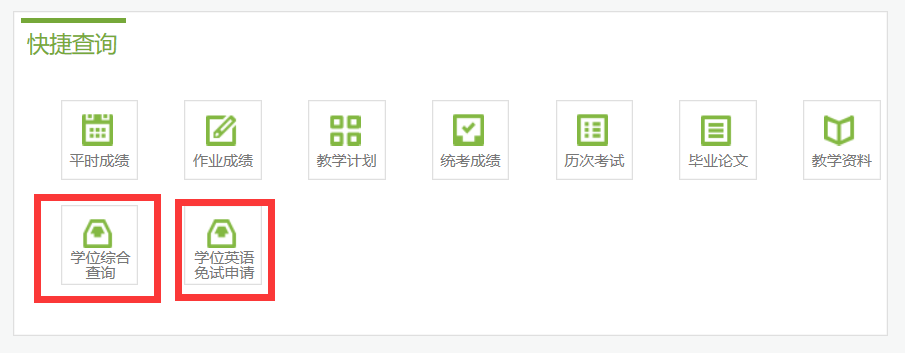 快捷查询
平时成绩
作业成绩
教学计划
统考成绩
历次考试
毕业论文
教学资料
学位综合
查询
学位英语
免试申请